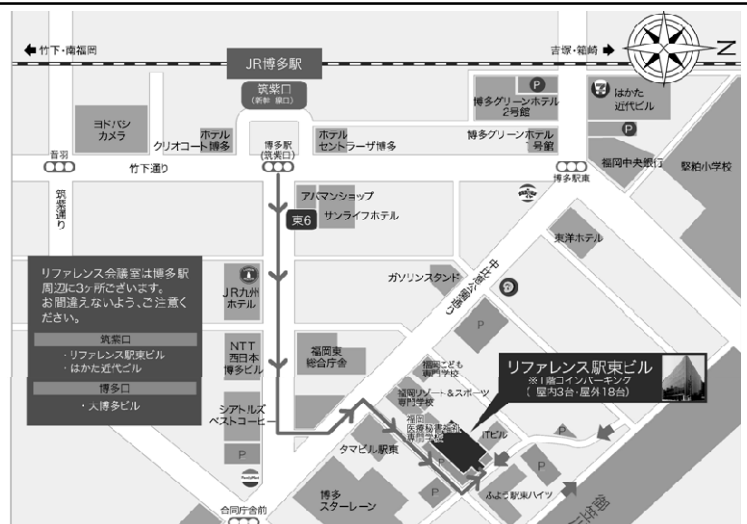 竹下・南福岡
吉塚・箱崎
N
JR博多駅
筑紫口
P
博多グリーンホテル
2号館
はかた
近代ビル
ヨドバシ
カメラ
ホテル
クリオコート博多
博多駅
(筑紫口)
ホテル
セントラーザ博多
博多グリーンホテル
1号館
P
福岡中央銀行
堅粕小学校
音羽
竹下通り
博多駅東
筑紫通り
アパマンショップ
東6
サンライフホテル
東洋ホテル
リファレンス会議室は博多駅
周辺に3ヶ所ございます。
お間違えないよう、ご注意く
ださい。
筑紫口
・リファレンス駅東ビル
・はかた近代ビル
博多口
・大博多ビル
JR九州
ホテル
ガソリンスタンド
中比恵公園通り
P
NTT
西日本
博多ビル
福岡東
総合庁舎
福岡こども
専門学校
リファレンス駅東ビル
※1階コインパーキング
( 屋内3台・屋外18台)
福岡リゾート&スポーツ
専門学校
シアトルズ
ベストコーヒー
福岡
医療秘書福祉
専門学校
ITビル
P
タマビル駅東
P
P
P
FamilyMart
博多
スターレーン
ふよう駅東ハイツ
合同庁舎前